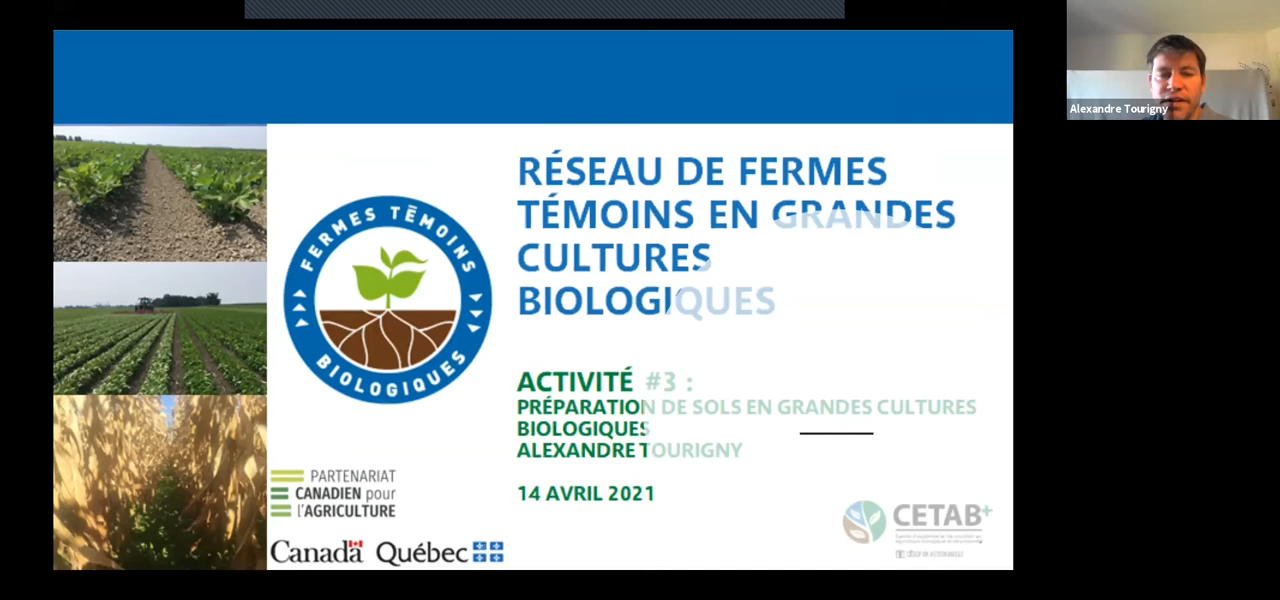 Alexandre Tourigny
RÉSEAU DE FERMES
TÉMOINS EN GRANDES
CULTURES
BIOLOGIQUES
FERMES TÉMOINS
BIOLOGIQUES
ACTIVITÉ #3 :
PRÉPARATION DE SOLS EN GRANDES CULTURES
BIOLOGIQUES
ALEXANDRE TOURIGNY
14 AVRIL 2021
PARTENARIAT
CANADIEN pour
l'AGRICULTURE
Canada Québec
CETAB+